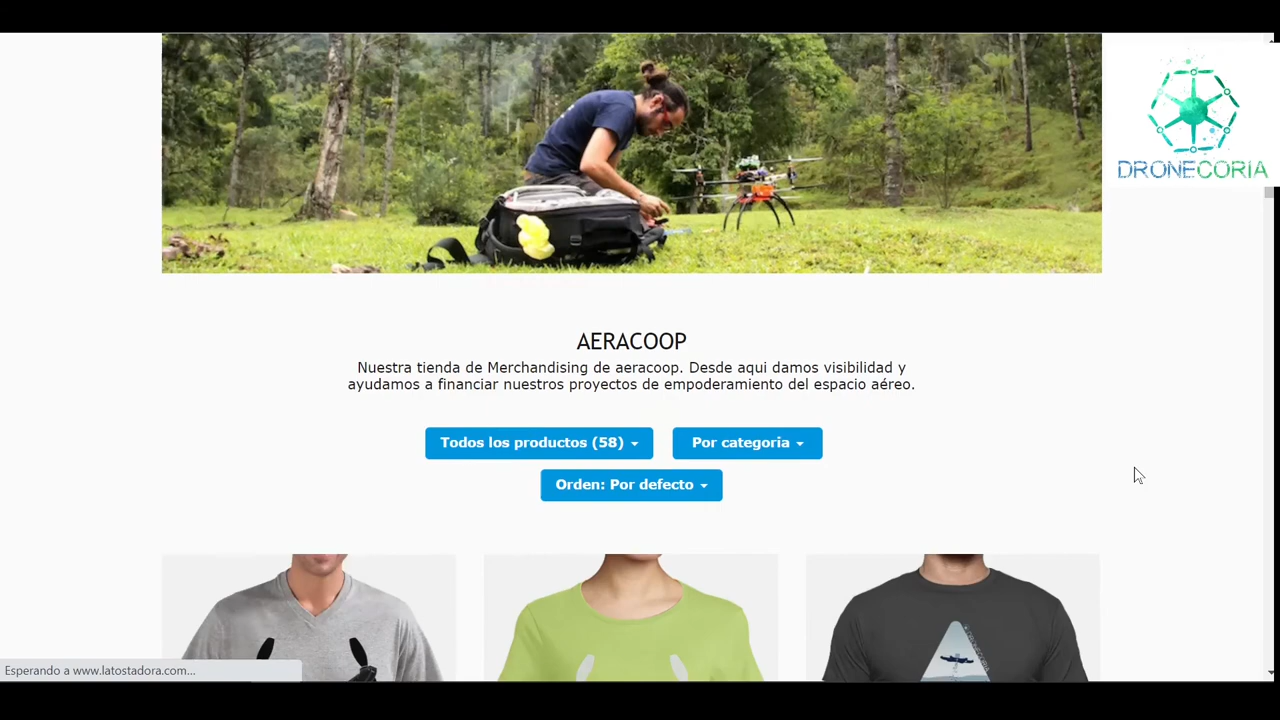 DRONECORIA
AERACOOP
Nuestra tienda de Merchandising de aeracoop. Desde aqui damos visibilidad y
ayudamos a financiar nuestros proyectos de empoderamiento del espacio aéreo.
Todos los productos (58)
Por categoria
Orden: Por defecto
Esperando a www.latostadora.com...